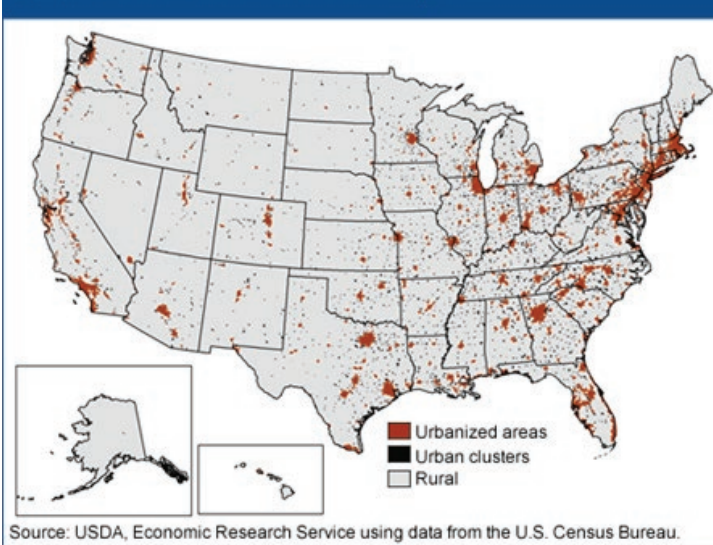 Urbanized areas
Urban clusters
Rural
Source: USDA, Economic Research Service using data from the U.S. Census Bureau.